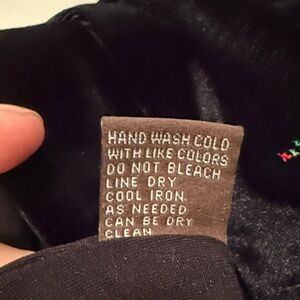 HAND WASH COLD
WITH LIKE COLORS
DO NOT BLEACH
LINE DRY
COOL IRON
AS NEEDED
CAN BE DRY
CLEAN